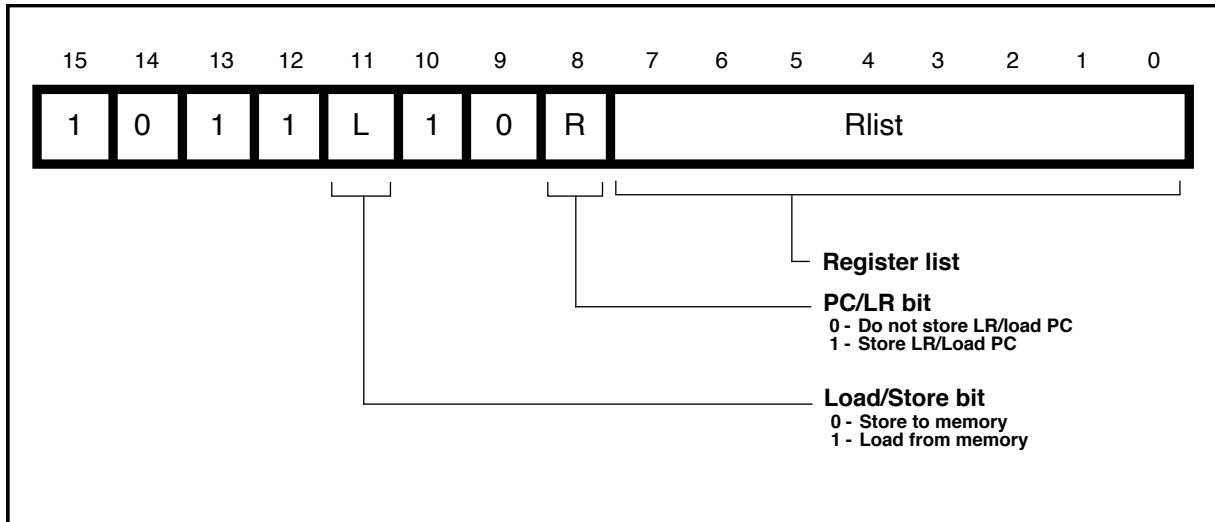 15 14 13 12 11 10 9 8 7 6 5 4 3 2 1 0
1 0 1 1 L 1 0 R Rlist
Register list
PC/LR bit
0 - Do not store LR/load PC
1 - Store LR/Load PC
Load/Store bit
0 - Store to memory
1 - Load from memory